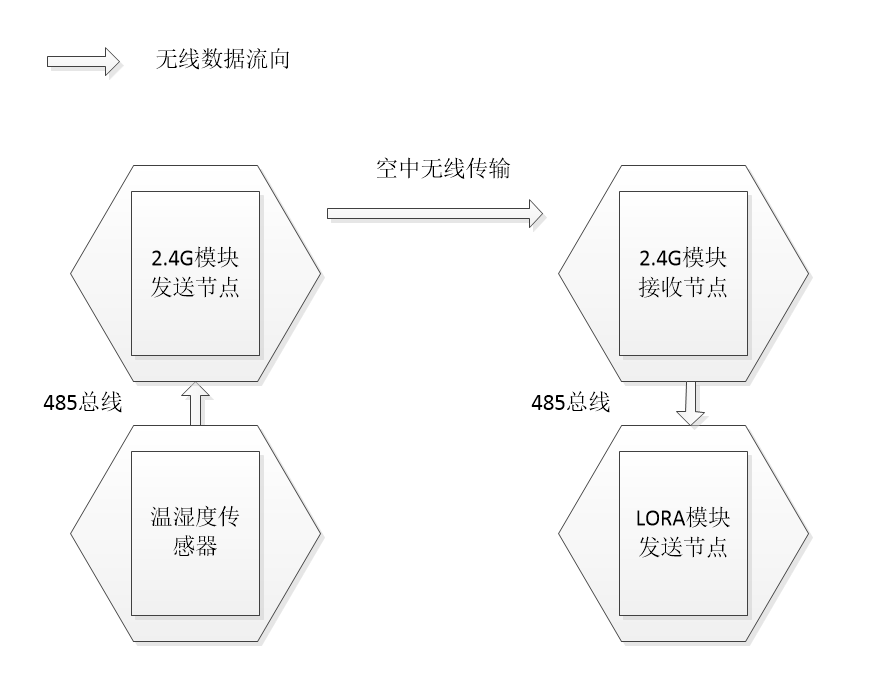 无线数据流向
空中无线传输
2.4G模块
发送节点
2.4G模块
接收节点
485总线
485总线
温湿度传
感器
LORA模块
发送节点